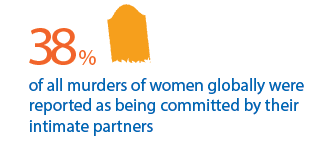 38%
of all murders of women globally were
reported as being committed by their
intimate partners